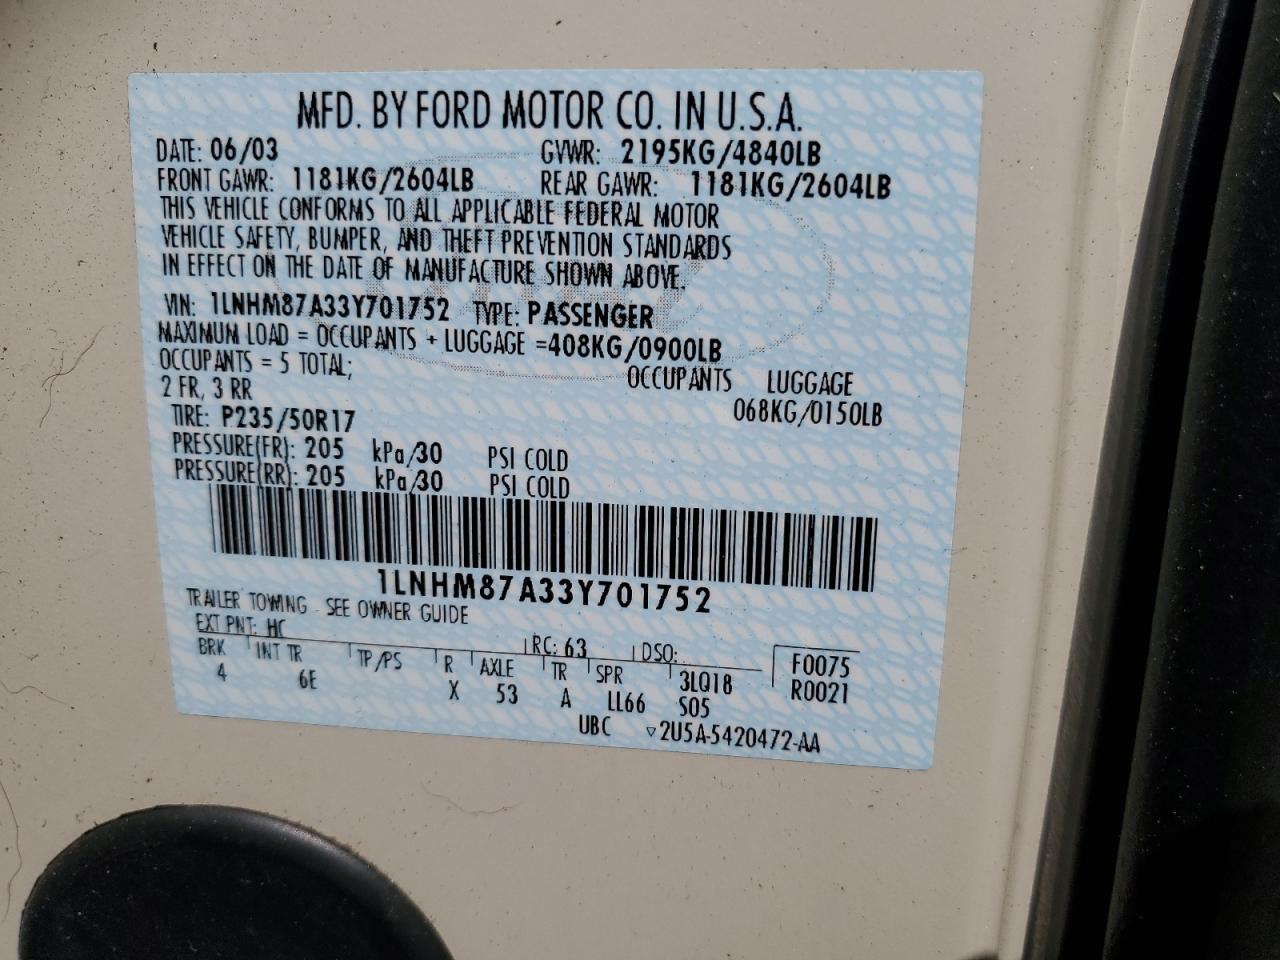 MFD. BY FORD MOTOR CO. IN U.S.A.
DATE: 06/03 GVWR: 2195KG/4840LB
FRONT GAWR: 1181KG/2604LB REAR GAWR: 1181KG/2604LB
THIS VEHICLE CONFORMS TO ALL APPLICABLE FEDERAL MOTOR
VEHICLE SAFETY, BUMPER, AND THEFT PREVENTION STANDARDS
IN EFFECT ON THE DATE OF MANUFACTURE SHOWN ABOVE.
VIN: 1LNHM87A33Y701752 TYPE: PASSENGER
MAXIMUM LOAD = OCCUPANTS + LUGGAGE =408KG/0900LB
OCCUPANTS = 5 TOTAL; OCCUPANTS LUGGAGE
2 FR, 3 RR 068KG/0150LB
TIRE: P235/50R17
PRESSURE(FR): 205 kPa/30 PSI COLD
PRESSURE(RR): 205 kPa/30 PSI COLD
1LNHM87A33Y701752
TRAILER TOWING - SEE OWNER GUIDE
EXT PNT: HC RC: 63 DSO: F0075
BRK INT TR TP/PS R AXLE TR SPR 3LQ18 R0021
4 6E X 53 A LL66 S05
UBC ▽2U5A-5420472-AA